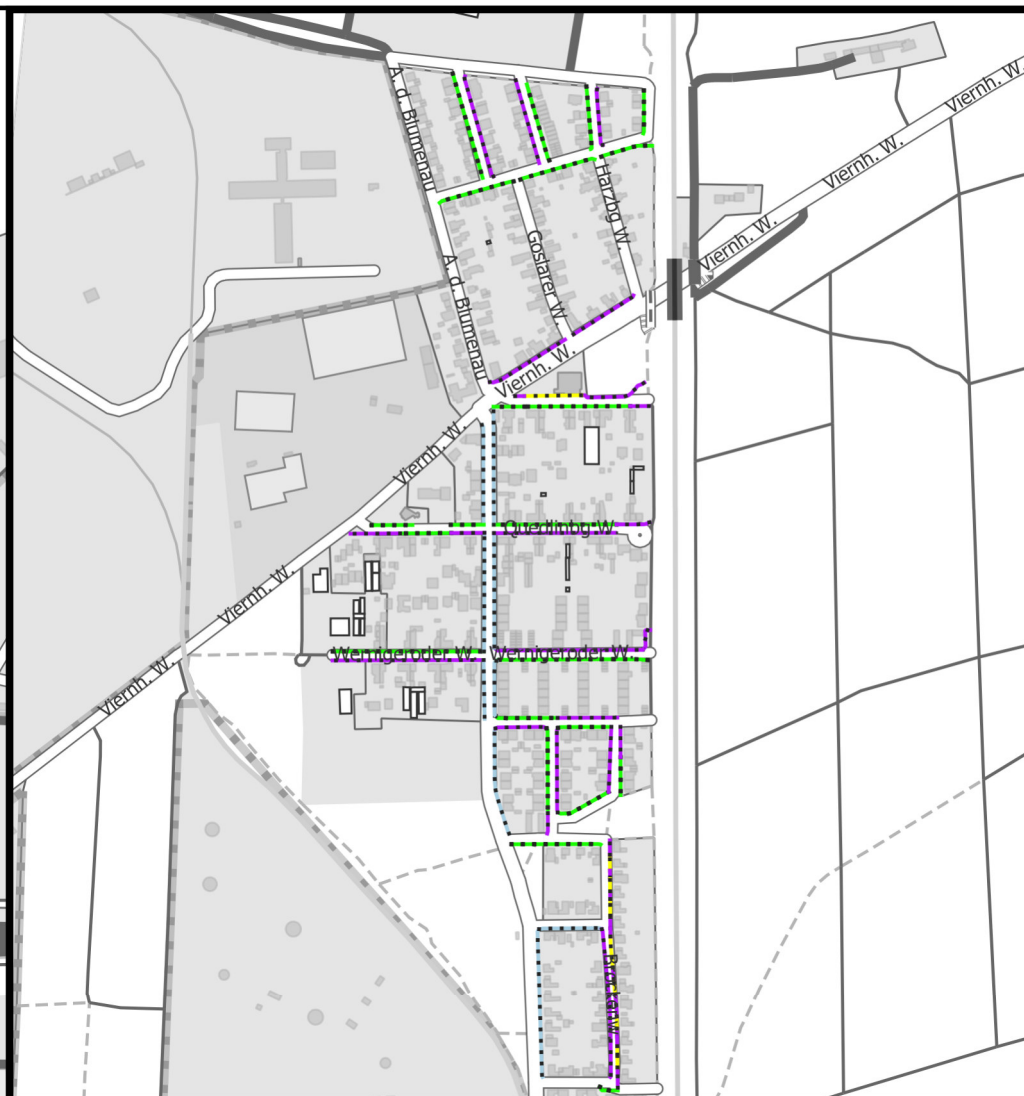 Viernh. W.
A. d. Blumenau
Viernh. W.
Harzbg W.
Viernh. W.
Goslarer W.
A. d. Blumenau
Viernh. W.
Viernh. W.
Quedlinbg W
Viernh. W.
Wernigeroder W
Wernigeroder W
Viernh. W.